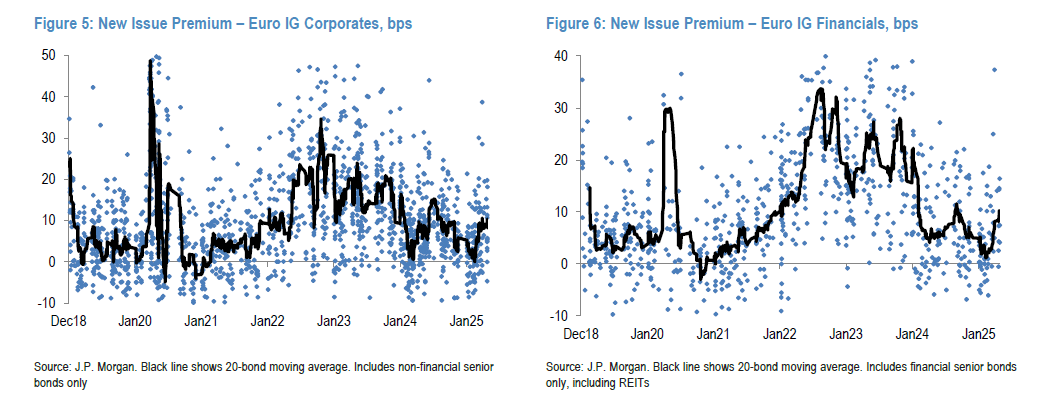 Figure 5: New Issue Premium – Euro IG Corporates, bps
50
40
30
20
10
0
-10
Dec18 Jan20 Jan21 Jan22 Jan23 Jan24 Jan25
Source: J.P. Morgan. Black line shows 20-bond moving average. Includes non-financial senior
bonds only
Figure 6: New Issue Premium – Euro IG Financials, bps
40
30
20
10
0
-10
Dec18 Jan20 Jan21 Jan22 Jan23 Jan24 Jan25
Source: J.P. Morgan. Black line shows 20-bond moving average. Includes financial senior bonds
only, including REITs